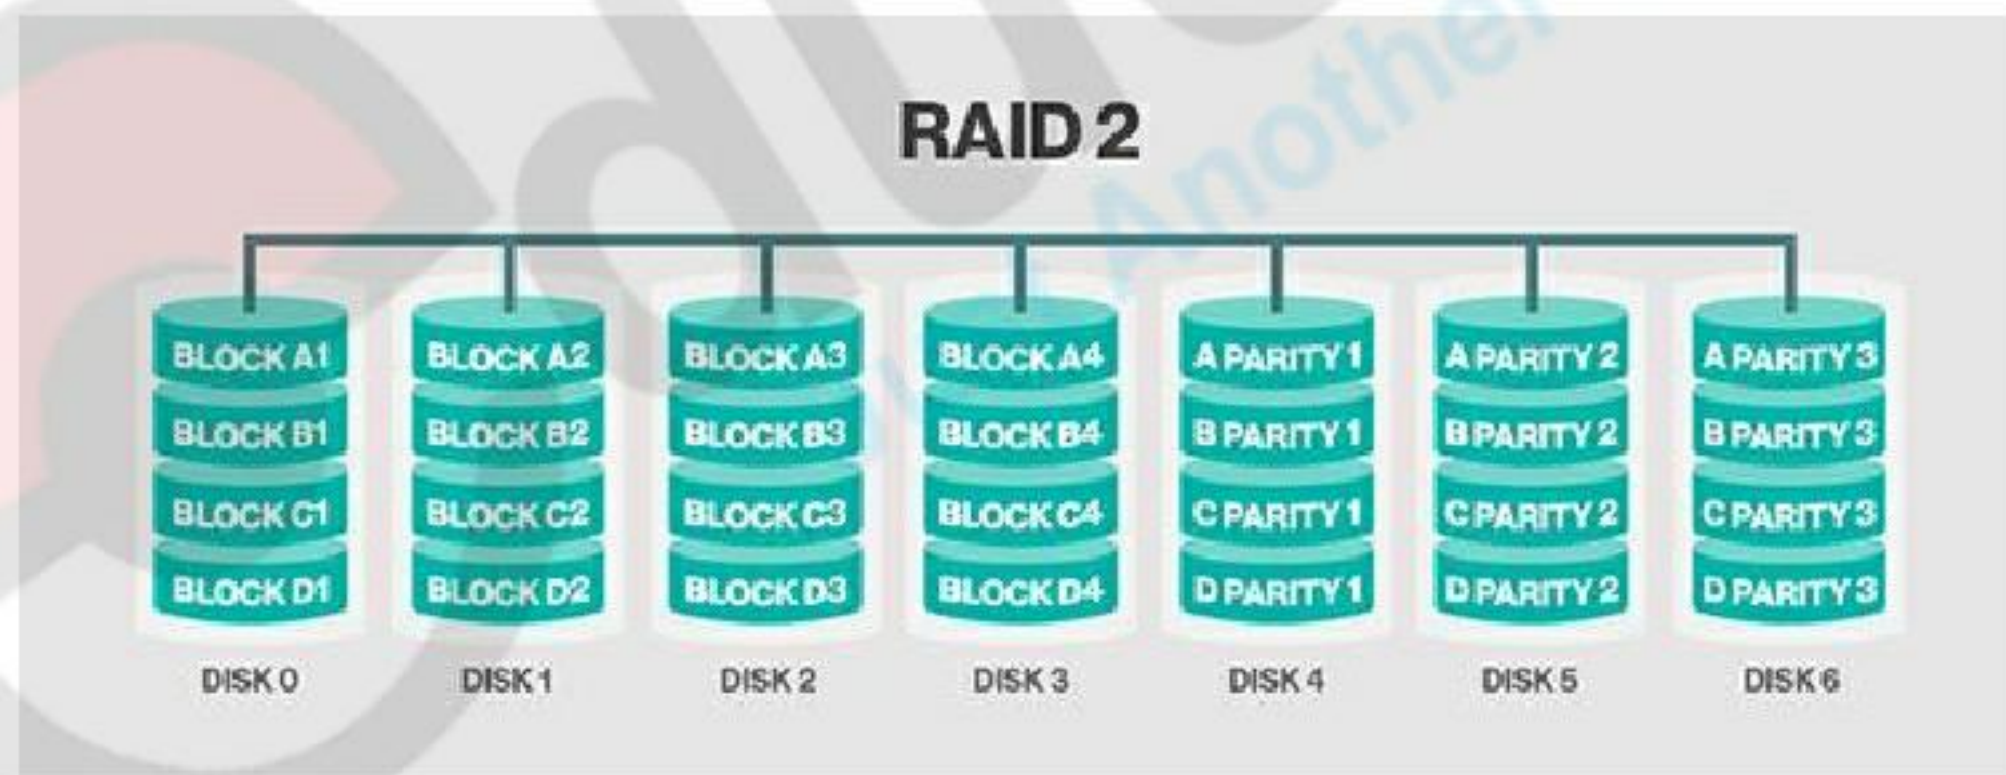 Another
RAID 2
BLOCK A1 BLOCK A2 BLOCK A3 BLOCK A4 A PARITY 1 A PARITY 2 A PARITY 3
BLOCK B1 BLOCK B2 BLOCK B3 BLOCK B4 B PARITY 1 B PARITY 2 B PARITY 3
BLOCK C1 BLOCK C2 BLOCK C3 BLOCK C4 C PARITY 1 C PARITY 2 C PARITY 3
BLOCK D1 BLOCK D2 BLOCK D3 BLOCK D4 D PARITY 1 D PARITY 2 D PARITY 3
DISK 0 DISK 1 DISK 2 DISK 3 DISK 4 DISK 5 DISK 6